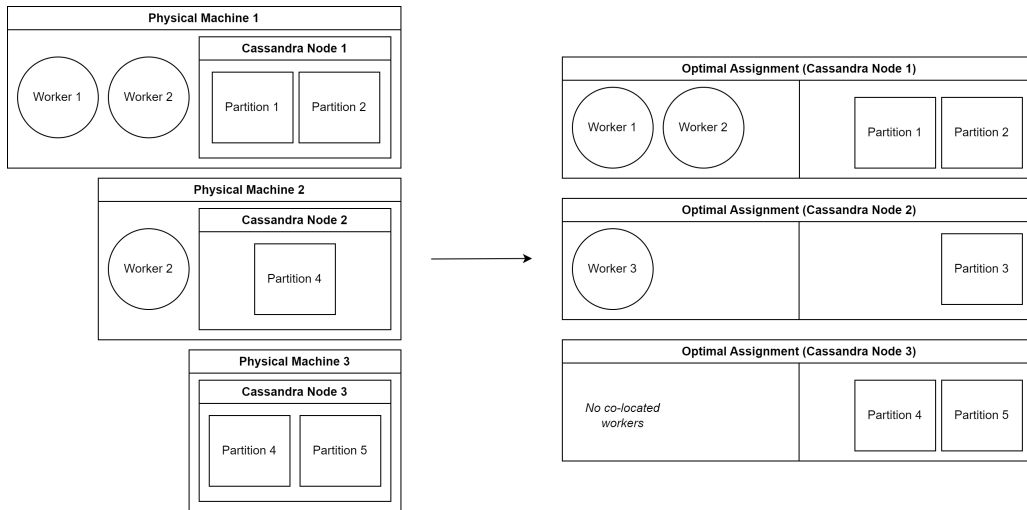 Physical Machine 1
Cassandra Node 1
Worker 1
Worker 2
Partition 1
Partition 2
Physical Machine 2
Cassandra Node 2
Worker 2
Partition 4
Physical Machine 3
Cassandra Node 3
Partition 4
Partition 5
Optimal Assignment (Cassandra Node 1)
Worker 1
Worker 2
Partition 1
Partition 2
Optimal Assignment (Cassandra Node 2)
Worker 3
Partition 3
Optimal Assignment (Cassandra Node 3)
No co-located
workers
Partition 4
Partition 5